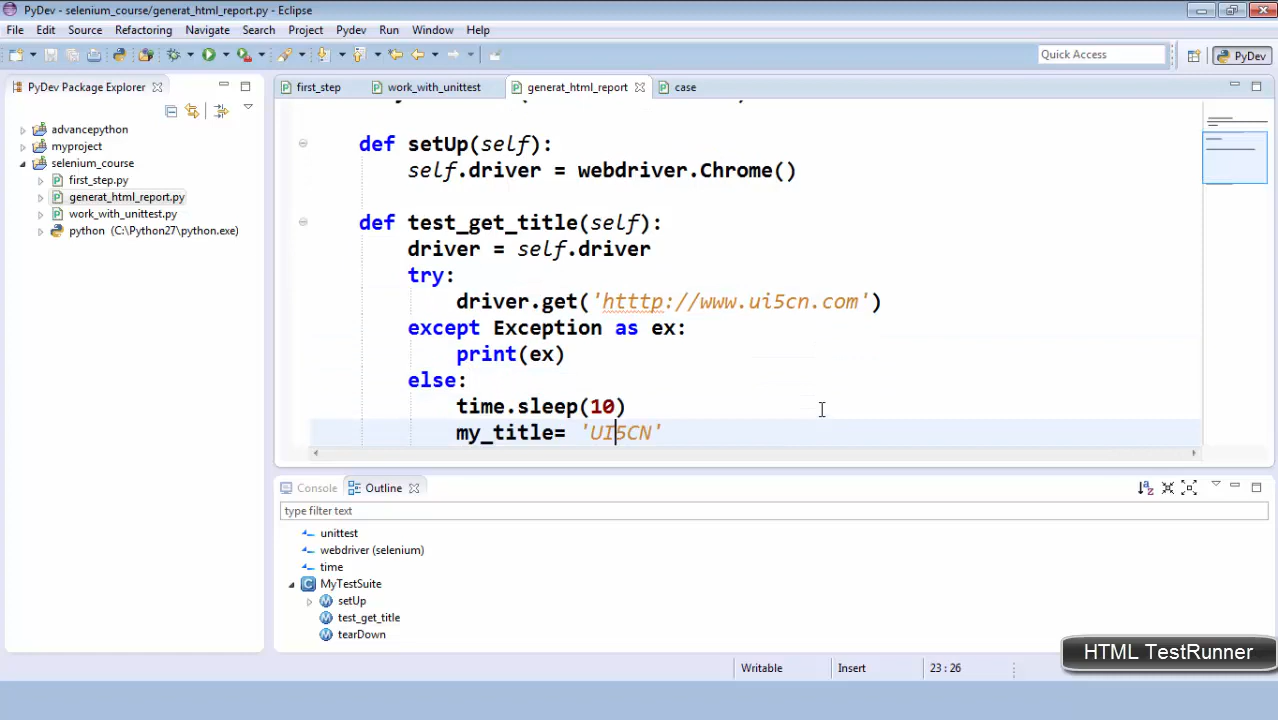 PyDev - selenium_course/generat_html_report.py - Eclipse
File Edit Source Refactoring Navigate Search Project Pydev Run Window Help
Quick Access
PyDev
PyDev Package Explorer
first_step
work_with_unittest
generat_html_report
case
advancepython
myproject
selenium_course
first_step.py
generat_html_report.py
work_with_unittest.py
python (C:\Python27\python.exe)
def setUp(self):
self.driver = webdriver.Chrome()
def test_get_title(self):
driver = self.driver
try:
driver.get('htttp://www.ui5cn.com')
except Exception as ex:
print(ex)
else:
time.sleep(10)
my_title= 'UI5CN'
Console
Outline
type filter text
unittest
webdriver (selenium)
time
MyTestSuite
setUp
test_get_title
tearDown
HTML TestRunner
Writable
Insert
23 : 26